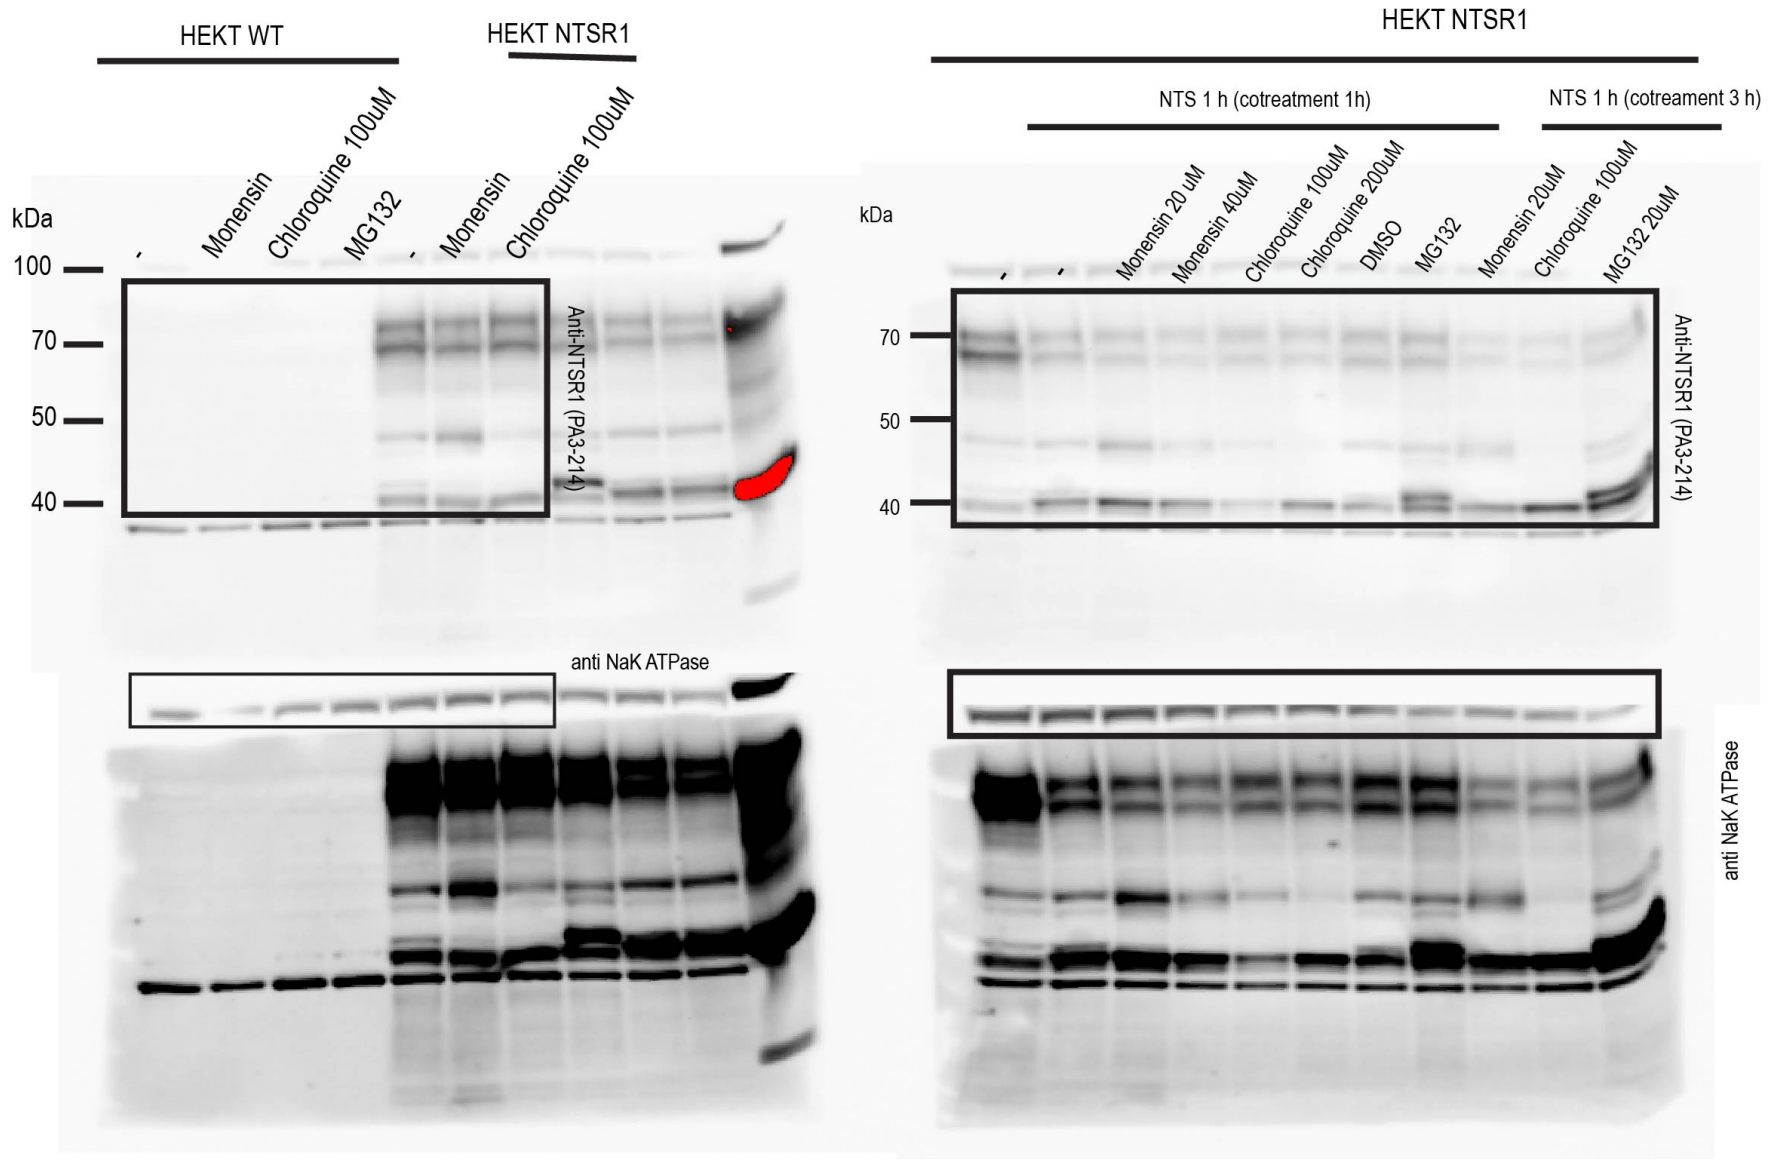 HEKT WT
HEKT NTSR1
-
Monensin
Chloroquine 100uM
MG132
-
Monensin
Chloroquine 100uM
kDa
100
70
50
40
Anti-NTSR1 (PA3-214)
anti NaK ATPase
HEKT NTSR1
NTS 1 h (cotreatment 1h)
NTS 1 h (cotreament 3 h)
-
-
Monensin 20 uM
Monensin 40uM
Chloroquine 100uM
Chloroquine 200uM
DMSO
MG132
Monensin 20uM
Chloroquine 100uM
MG132 20uM
kDa
70
50
40
Anti-NTSR1 (PA3-214)
anti NaK ATPase